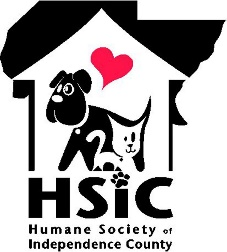 HSiC
Humane Society of
Independence County